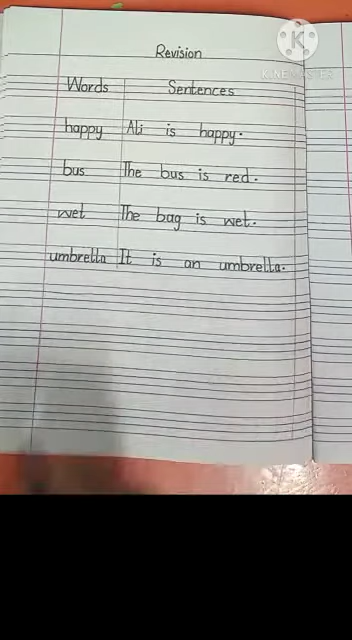 Revision
KINEMASTER
Words Sentences
happy Ali is happy.
bus The bus is red.
wet The bag is wet.
umbrella It is an umbrella.